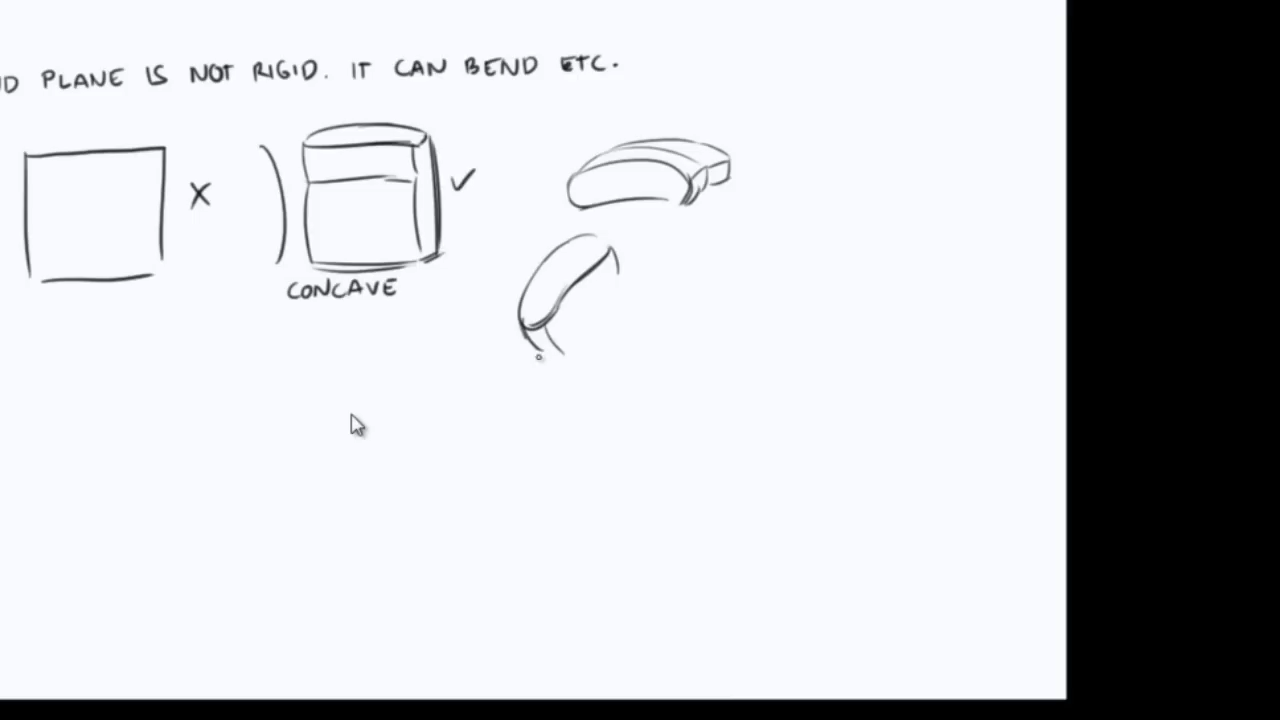 PLANE IS NOT RIGID. IT CAN BEND ETC.
CONCAVE